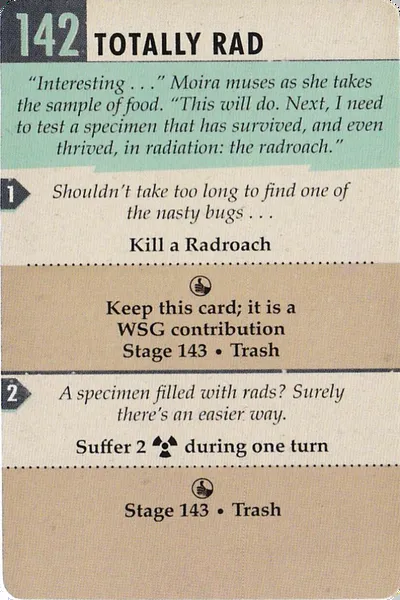 142 TOTALLY RAD
“Interesting . . .” Moira muses as she takes
the sample of food. “This will do. Next, I need
to test a specimen that has survived, and even
thrived, in radiation: the radroach.”
1
Shouldn’t take too long to find one of
the nasty bugs . . .
Kill a Radroach
Keep this card; it is a
WSG contribution
Stage 143 • Trash
2
A specimen filled with rads? Surely
there’s an easier way.
Suffer 2 during one turn
Stage 143 • Trash